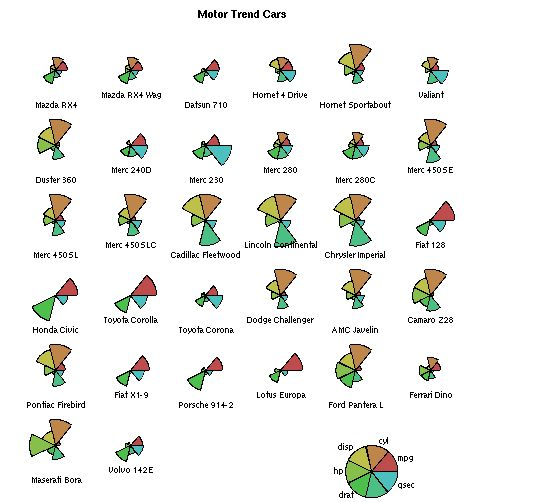 Motor Trend Cars
Mazda RX4
Mazda RX4 Wag
Datsun 710
Hornet 4 Drive
Hornet Sportabout
Valiant
Duster 360
Merc 240D
Merc 230
Merc 280
Merc 280C
Merc 450SE
Merc 450SL
Merc 450SLC
Cadillac Fleetwood
Lincoln Continental
Chrysler Imperial
Fiat 128
Honda Civic
Toyota Corolla
Toyota Corona
Dodge Challenger
AMC Javelin
Camaro Z28
Pontiac Firebird
Fiat X1-9
Porsche 914-2
Lotus Europa
Ford Pantera L
Ferrari Dino
Maserati Bora
Volvo 142E
cyl
disp
mpg
hp
qsec
drat